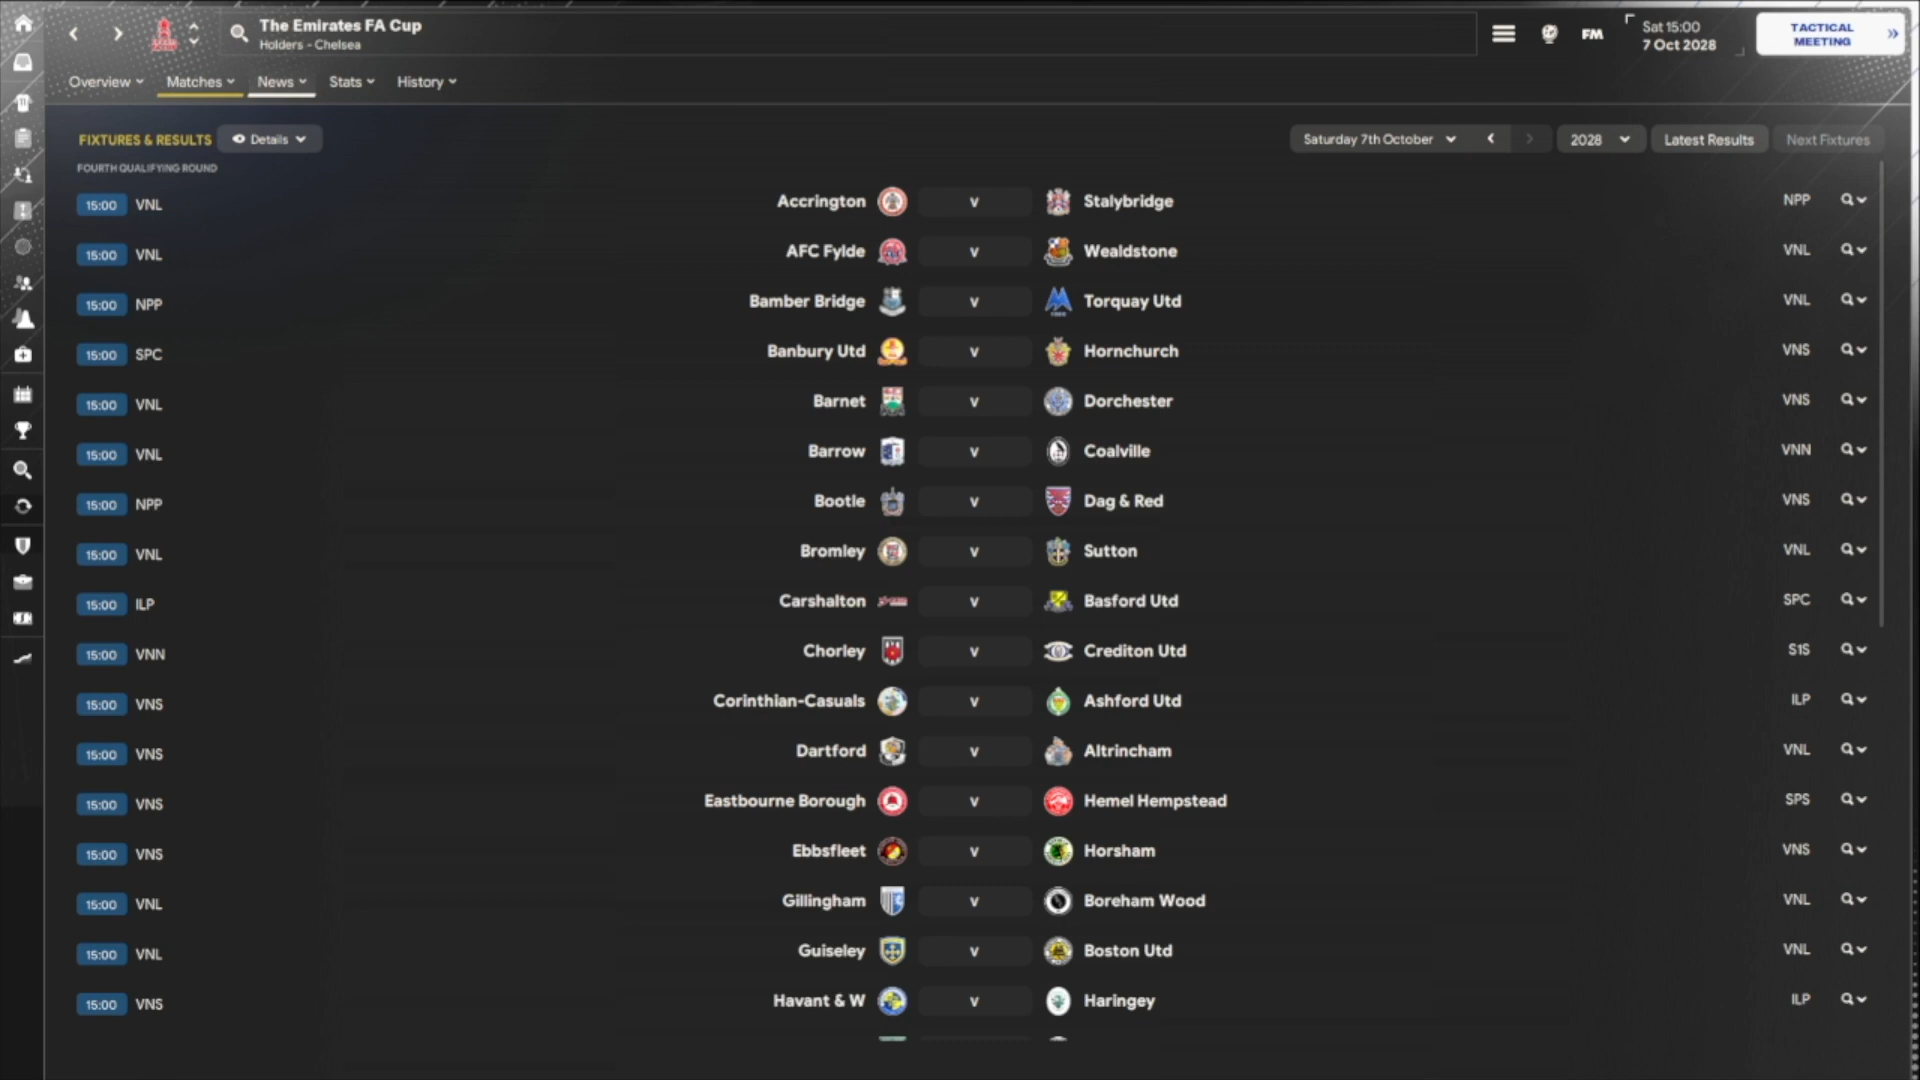 The Emirates FA Cup
Holders - Chelsea
FM
Sat 15:00
7 Oct 2028
TACTICAL
MEETING
Overview Matches News Stats History
FIXTURES & RESULTS Details Saturday 7th October 2028 Latest Results Next Fixtures
FOURTH QUALIFYING ROUND
15:00 VNL Accrington v Stalybridge NPP
15:00 VNL AFC Fylde v Wealdstone VNL
15:00 NPP Bamber Bridge v Torquay Utd VNL
15:00 SPC Banbury Utd v Hornchurch VNS
15:00 VNL Barnet v Dorchester VNS
15:00 VNL Barrow v Coalville VNN
15:00 NPP Bootle v Dag & Red VNS
15:00 VNL Bromley v Sutton VNL
15:00 ILP Carshalton v Basford Utd SPC
15:00 VNN Chorley v Crediton Utd S1S
15:00 VNS Corinthian-Casuals v Ashford Utd ILP
15:00 VNS Dartford v Altrincham VNL
15:00 VNS Eastbourne Borough v Hemel Hempstead SPS
15:00 VNS Ebbsfleet v Horsham VNS
15:00 VNL Gillingham v Boreham Wood VNL
15:00 VNL Guiseley v Boston Utd VNL
15:00 VNS Havant & W v Haringey ILP